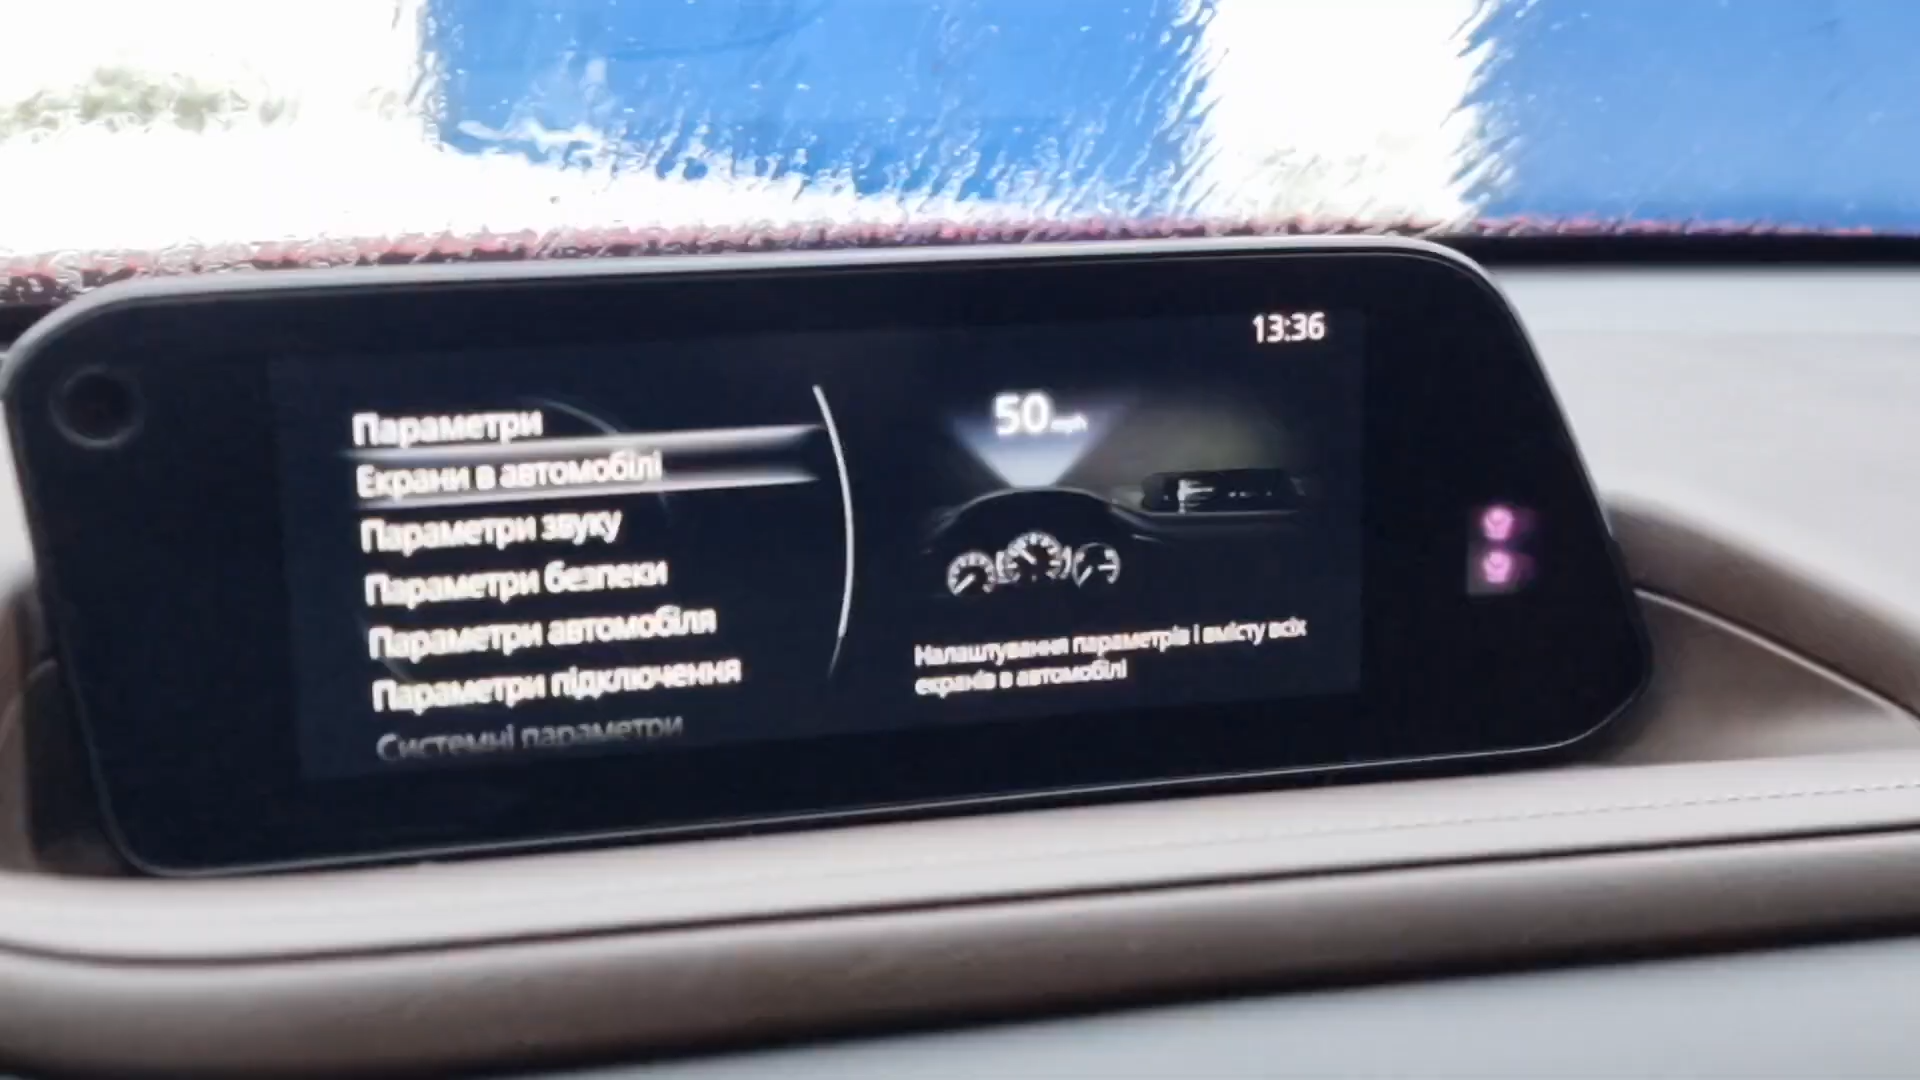 13:36
Параметри
Екрани в автомобілі
Параметри звуку
Параметри безпеки
Параметри автомобіля
Параметри підключення
Системні параметри
50 mph
Налаштування параметрів і вмісту всіх
екранів в автомобілі